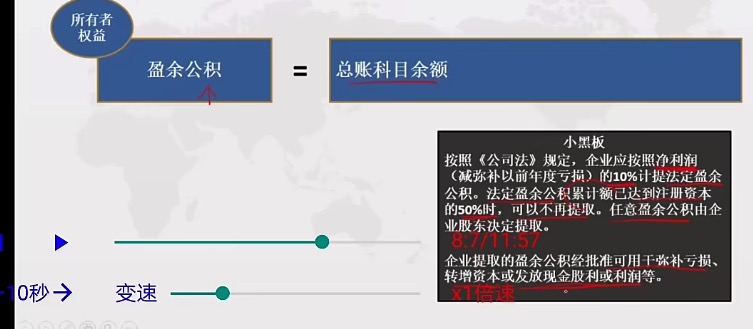 所有者
权益
盈余公积
=
总账科目余额
小黑板
按照《公司法》规定，企业应按照净利润
（减弥补以前年度亏损）的10%计提法定盈余
公积。法定盈余公积累计额已达到注册资本
的50%时，可以不再提取。任意盈余公积由企
业股东决定提取。
8:7/11:57
企业提取的盈余公积经批准可用于弥补亏损、
转增资本或发放现金股利或利润等。
-10秒→
变速
x1倍速